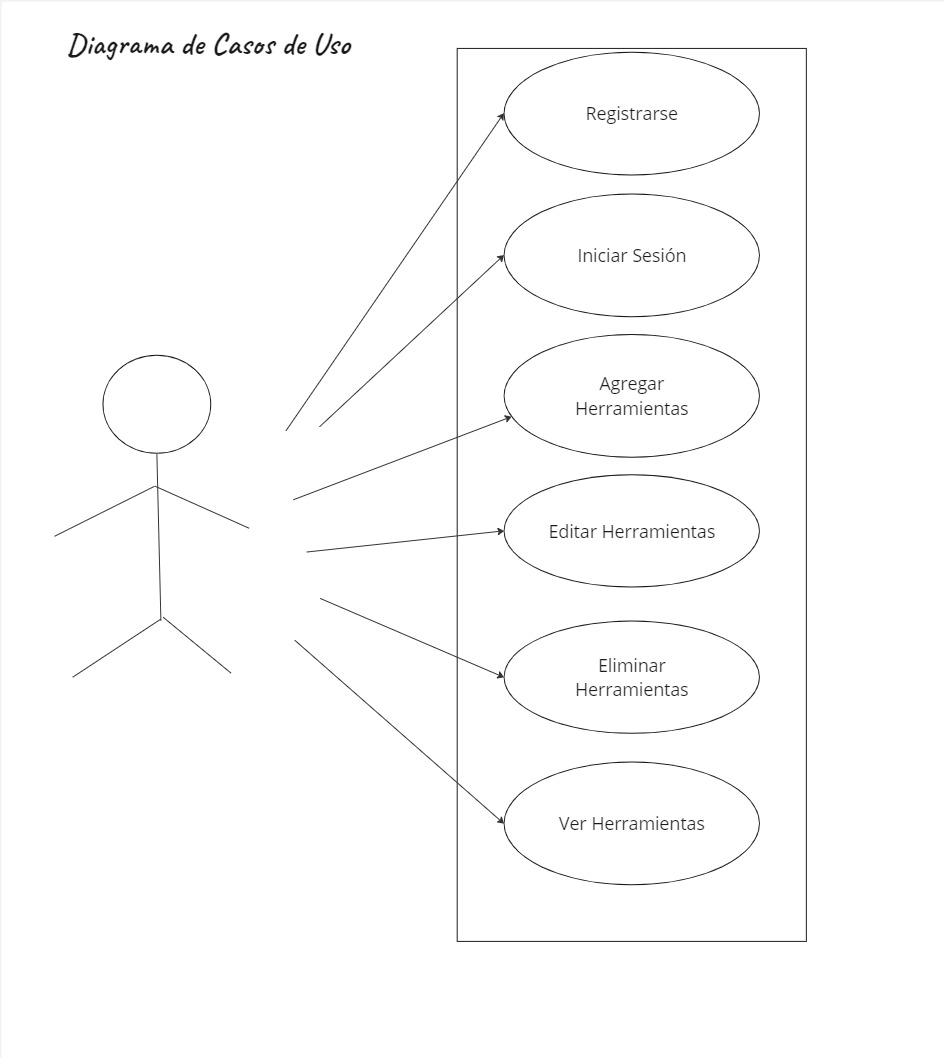 Diagrama de Casos de Uso
Registrarse
Iniciar Sesión
Agregar
Herramientas
Editar Herramientas
Eliminar
Herramientas
Ver Herramientas